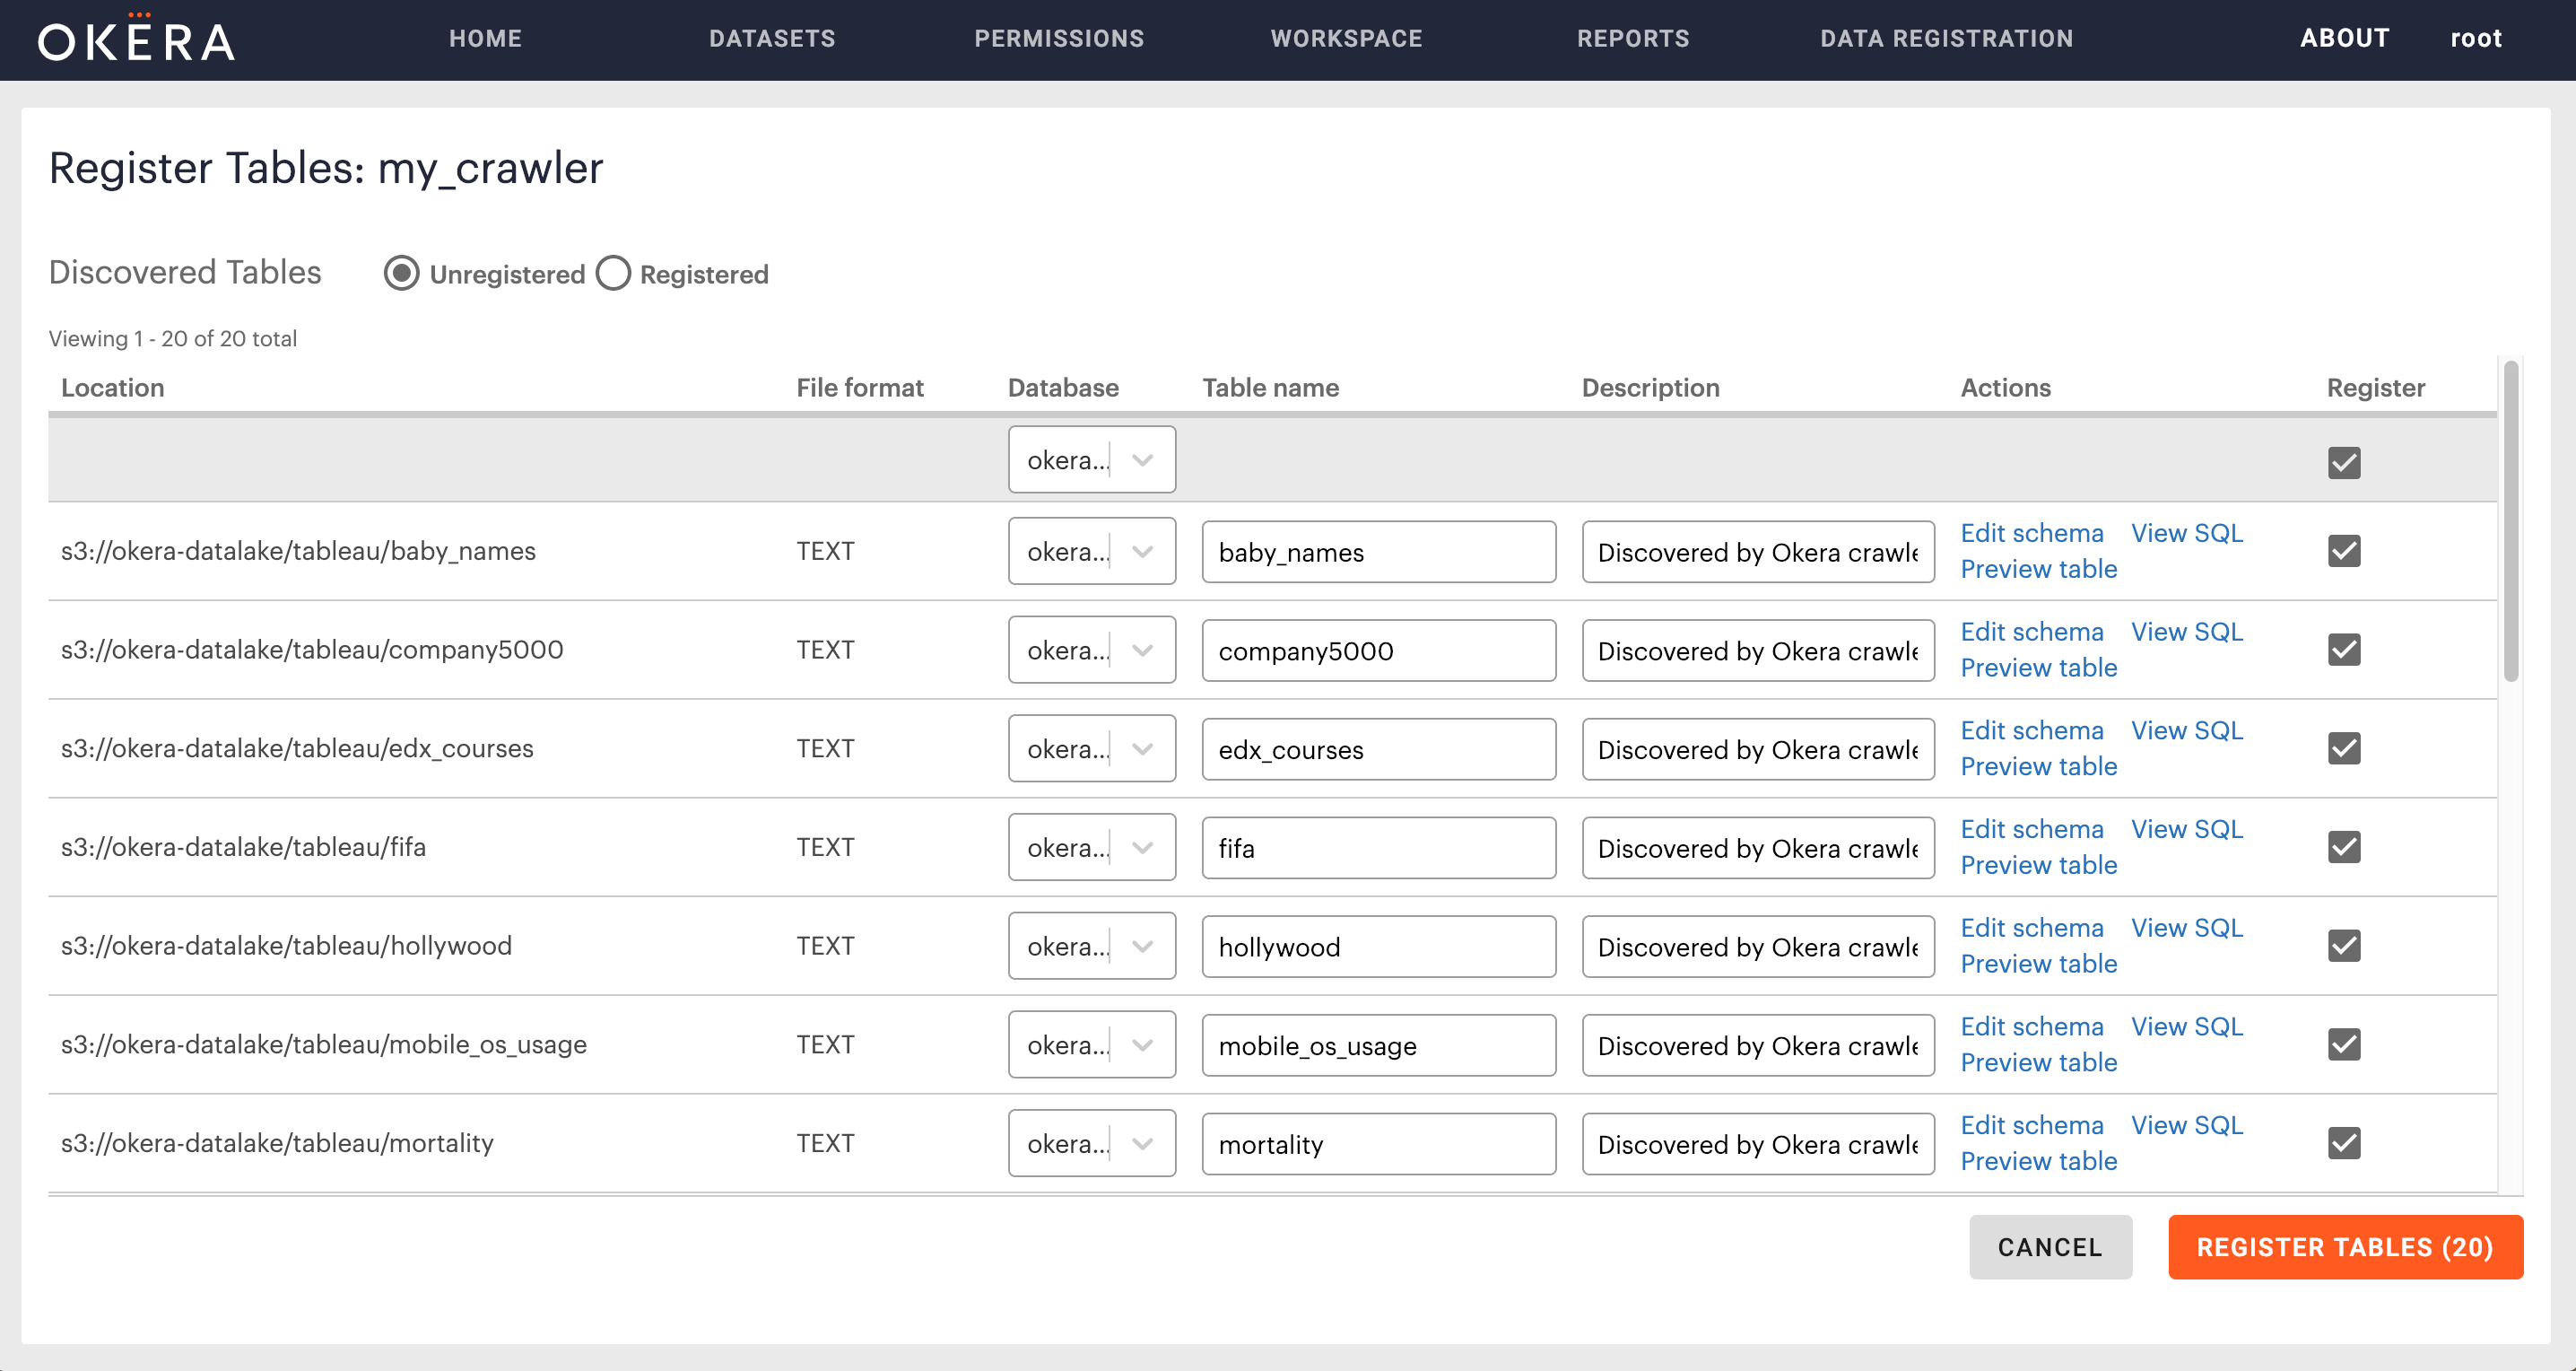 OKERA HOME DATASETS PERMISSIONS WORKSPACE REPORTS DATA REGISTRATION ABOUT root
Register Tables: my_crawler
Discovered Tables Unregistered Registered
Viewing 1 - 20 of 20 total
Location File format Database Table name Description Actions Register
okera...
s3://okera-datalake/tableau/baby_names TEXT okera... baby_names Discovered by Okera crawle Edit schema View SQL
Preview table
s3://okera-datalake/tableau/company5000 TEXT okera... company5000 Discovered by Okera crawle Edit schema View SQL
Preview table
s3://okera-datalake/tableau/edx_courses TEXT okera... edx_courses Discovered by Okera crawle Edit schema View SQL
Preview table
s3://okera-datalake/tableau/fifa TEXT okera... fifa Discovered by Okera crawle Edit schema View SQL
Preview table
s3://okera-datalake/tableau/hollywood TEXT okera... hollywood Discovered by Okera crawle Edit schema View SQL
Preview table
s3://okera-datalake/tableau/mobile_os_usage TEXT okera... mobile_os_usage Discovered by Okera crawle Edit schema View SQL
Preview table
s3://okera-datalake/tableau/mortality TEXT okera... mortality Discovered by Okera crawle Edit schema View SQL
Preview table
CANCEL REGISTER TABLES (20)